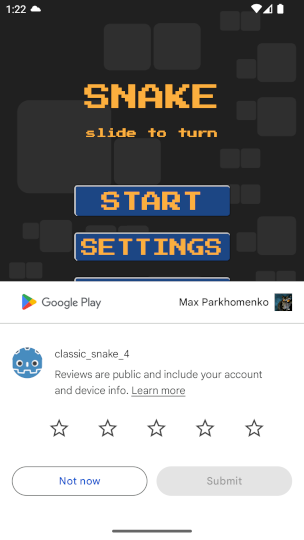 1:22
SNAKE
slide to turn
START
SETTINGS
Google Play
Max Parkhomenko
classic_snake_4
Reviews are public and include your account
and device info. Learn more
Not now
Submit